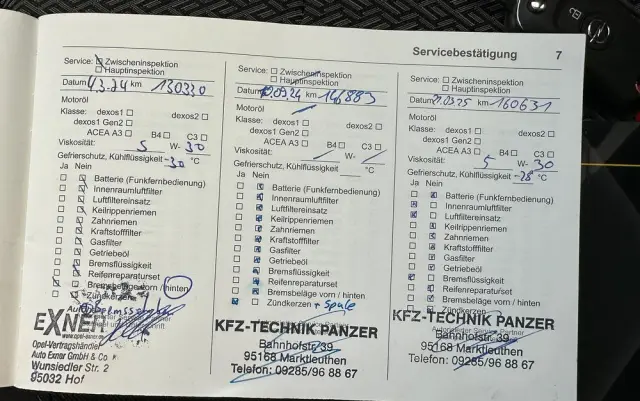 Servicebestätigung 7
Service: Zwischeninspektion
Hauptinspektion
Datum 4.3.24 km 130330
Motoröl
Klasse: dexos1 dexos2
dexos1 Gen2
ACEA A3 B4 C3
Viskosität: 5 W- 30
Gefrierschutz, Kühlflüssigkeit -30 °C
Ja Nein
Batterie (Funkfernbedienung)
Innenraumluftfilter
Luftfiltereinsatz
Keilrippenriemen
Zahnriemen
Kraftstofffilter
Gasfilter
Getriebeöl
Bremsflüssigkeit
Reifenreparaturset
Bremsbeläge vorn / hinten
Zündkerzen
EXNER
www.opel-exner.de
Opel-Vertragshändler
Auto Exner GmbH & Co
Wunsiedler Str. 2
95032 Hof
Service: Zwischeninspektion
Hauptinspektion
Datum km 146883
Motoröl
Klasse: dexos1 dexos2
dexos1 Gen2
ACEA A3 B4 C3
Viskosität: W-
Gefrierschutz, Kühlflüssigkeit °C
Ja Nein
Batterie (Funkfernbedienung)
Innenraumluftfilter
Luftfiltereinsatz
Keilrippenriemen
Zahnriemen
Kraftstofffilter
Gasfilter
Getriebeöl
Bremsflüssigkeit
Reifenreparaturset
Bremsbeläge vorn / hinten
Zündkerzen + Spule
KFZ-TECHNIK PANZER
Bahnhofstr. 39
95168 Marktleuthen
Telefon: 09285/96 88 67
Service: Zwischeninspektion
Hauptinspektion
Datum km 160631
Motoröl
Klasse: dexos1 dexos2
dexos1 Gen2
ACEA A3 B4 C3
Viskosität: 5 W- 30
Gefrierschutz, Kühlflüssigkeit -28 °C
Ja Nein
Batterie (Funkfernbedienung)
Innenraumluftfilter
Luftfiltereinsatz
Keilrippenriemen
Zahnriemen
Kraftstofffilter
Gasfilter
Getriebeöl
Bremsflüssigkeit
Reifenreparaturset
Bremsbeläge vorn / hinten
Zündkerzen
KFZ-TECHNIK PANZER
Bahnhofstr. 39
95168 Marktleuthen
Telefon: 09285/96 88 67